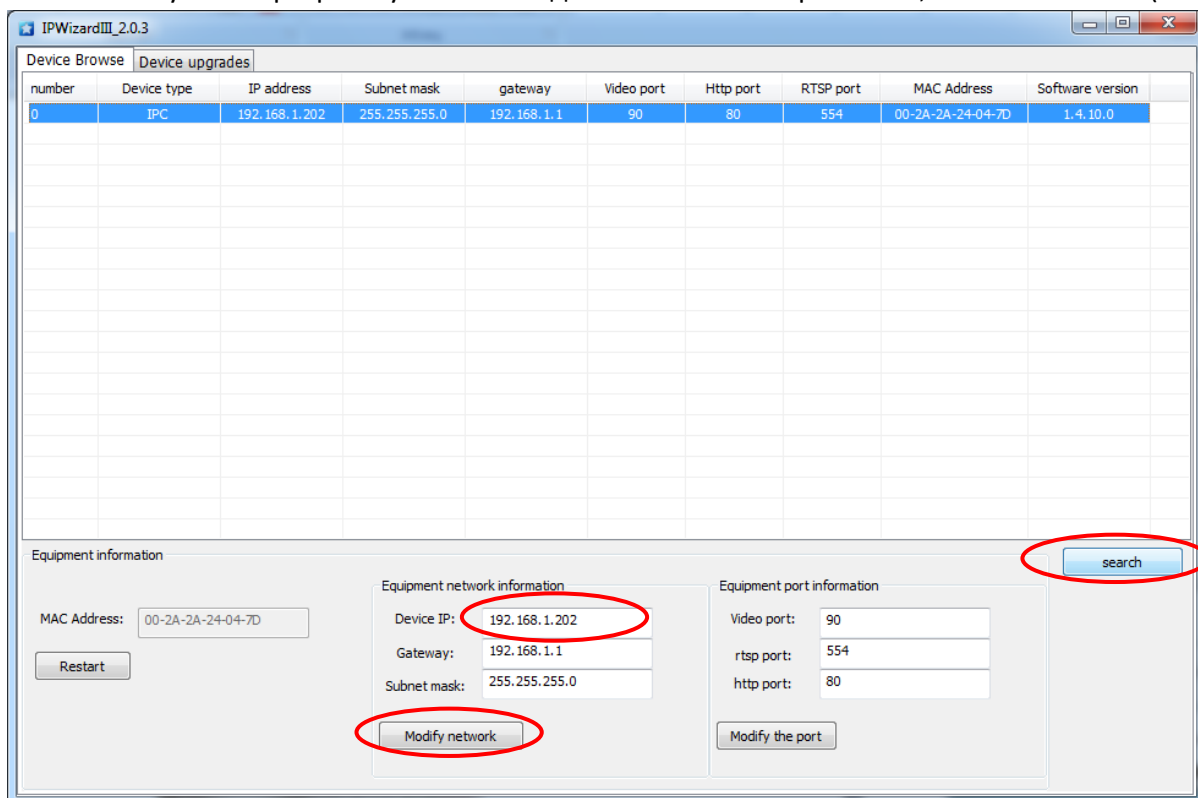 IPWizardIII_2.0.3
Device Browse Device upgrades
number Device type IP address Subnet mask gateway Video port Http port RTSP port MAC Address Software version
0 IPC 192.168.1.202 255.255.255.0 192.168.1.1 90 80 554 00-2A-2A-24-04-7D 1.4.10.0
Equipment information
search
Equipment network information Equipment port information
MAC Address: 00-2A-2A-24-04-7D Device IP: 192.168.1.202 Video port: 90
Restart Gateway: 192.168.1.1 rtsp port: 554
Subnet mask: 255.255.255.0 http port: 80
Modify network Modify the port